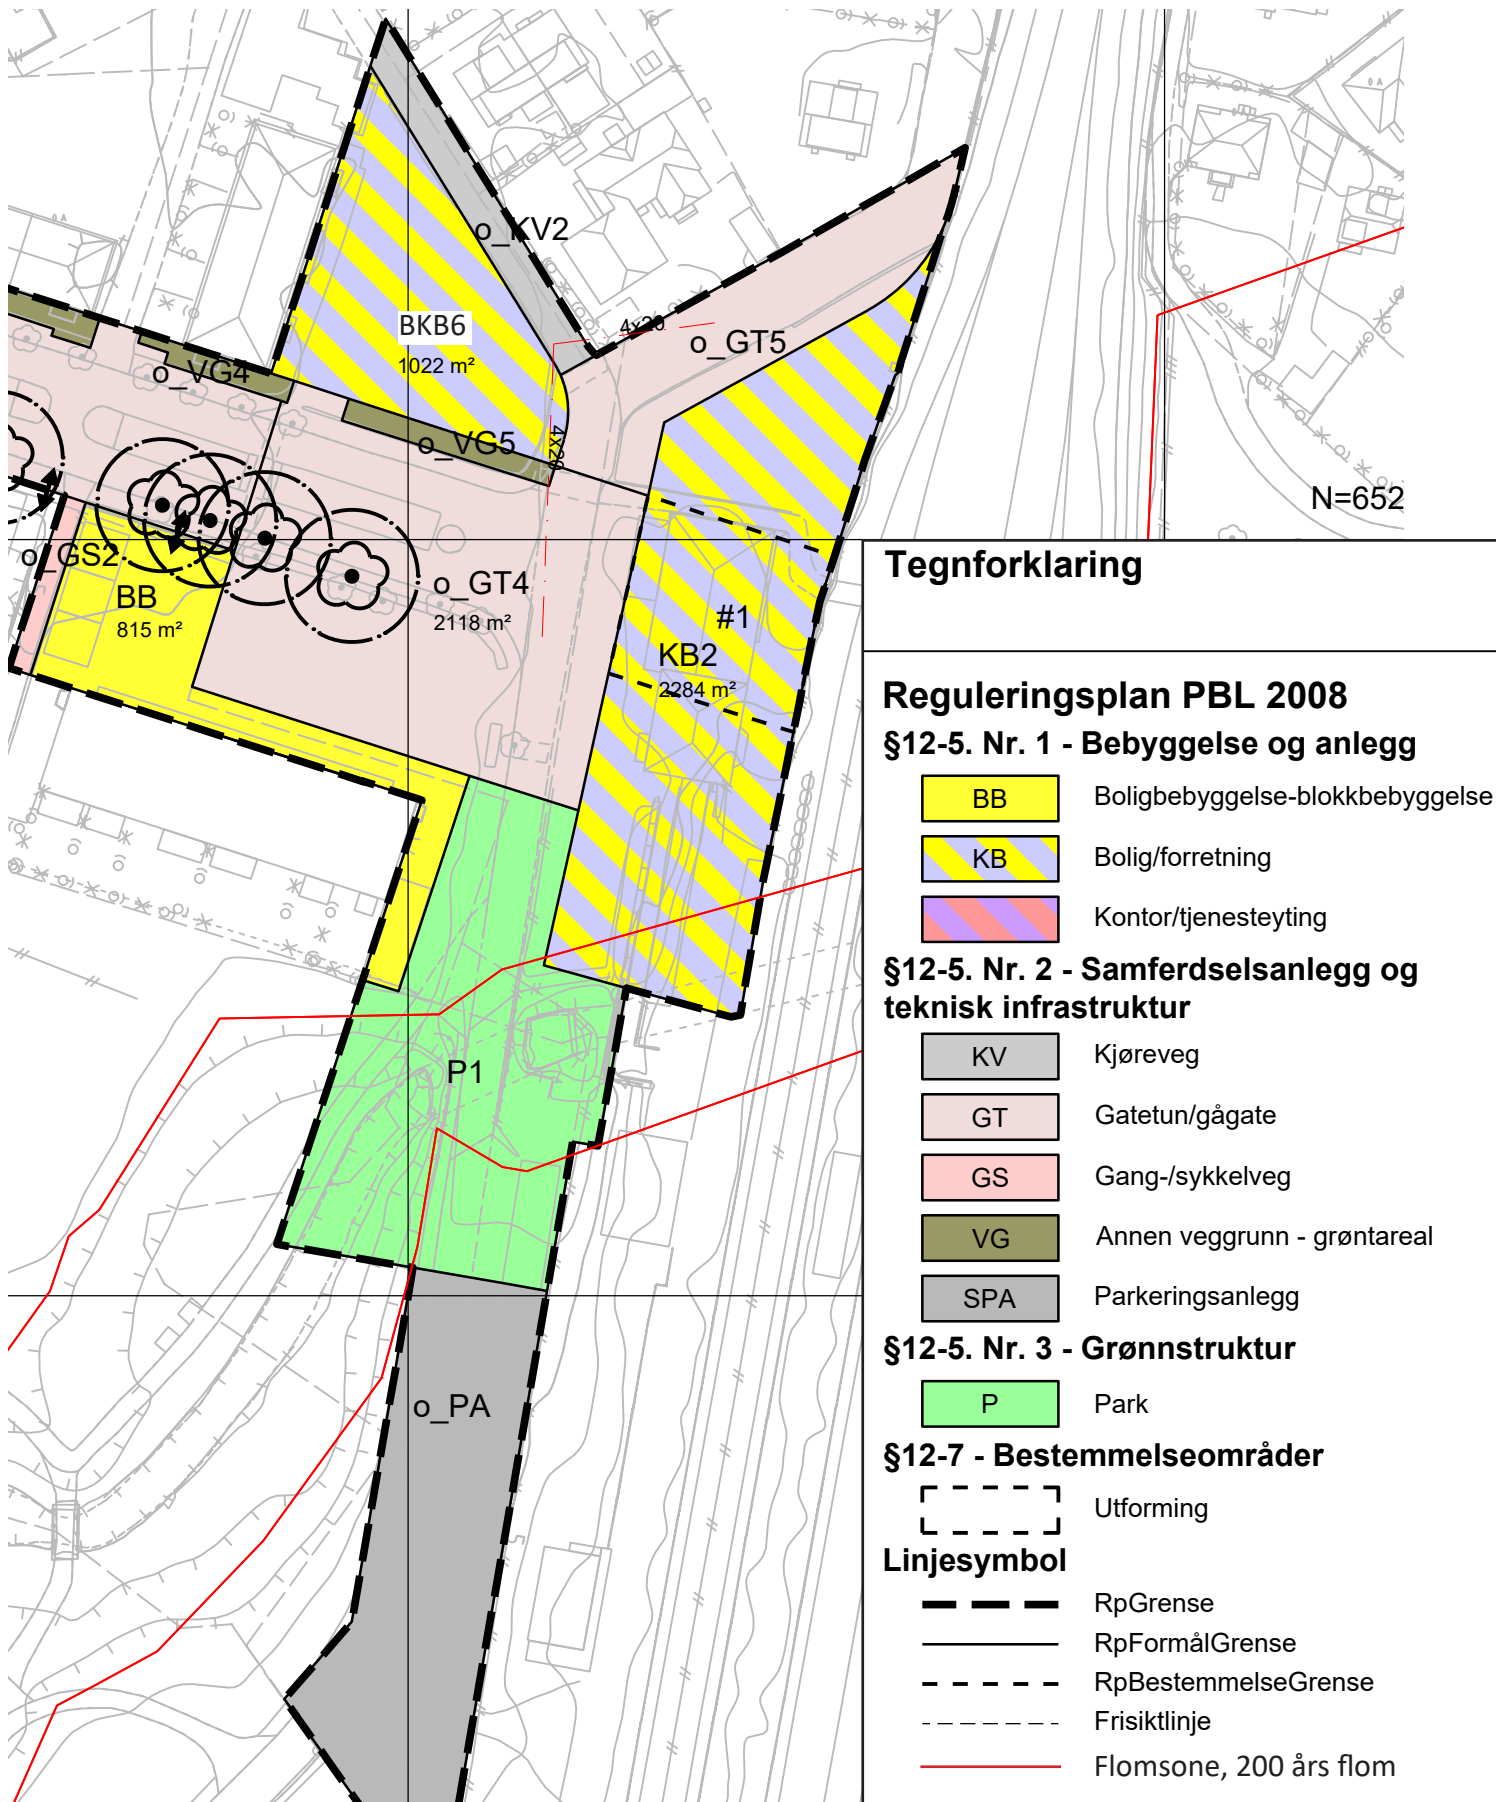 o_KV2
4x20
o_GT5
BKB6
1022 m²
o_VG4
o_VG5
4x20
N=652
o_GS2
BB
815 m²
o_GT4
2118 m²
#1
KB2
2284 m²
P1
o_PA
Tegnforklaring
Reguleringsplan PBL 2008
§12-5. Nr. 1 - Bebyggelse og anlegg
BB Boligbebyggelse-blokkbebyggelse
KB Bolig/forretning
Kontor/tjenesteyting
§12-5. Nr. 2 - Samferdselsanlegg og
teknisk infrastruktur
KV Kjøreveg
GT Gatetun/gågate
GS Gang-/sykkelveg
VG Annen veggrunn - grøntareal
SPA Parkeringsanlegg
§12-5. Nr. 3 - Grønnstruktur
P Park
§12-7 - Bestemmelseområder
Utforming
Linjesymbol
RpGrense
RpFormålGrense
RpBestemmelseGrense
Frisiktlinje
Flomsone, 200 års flom